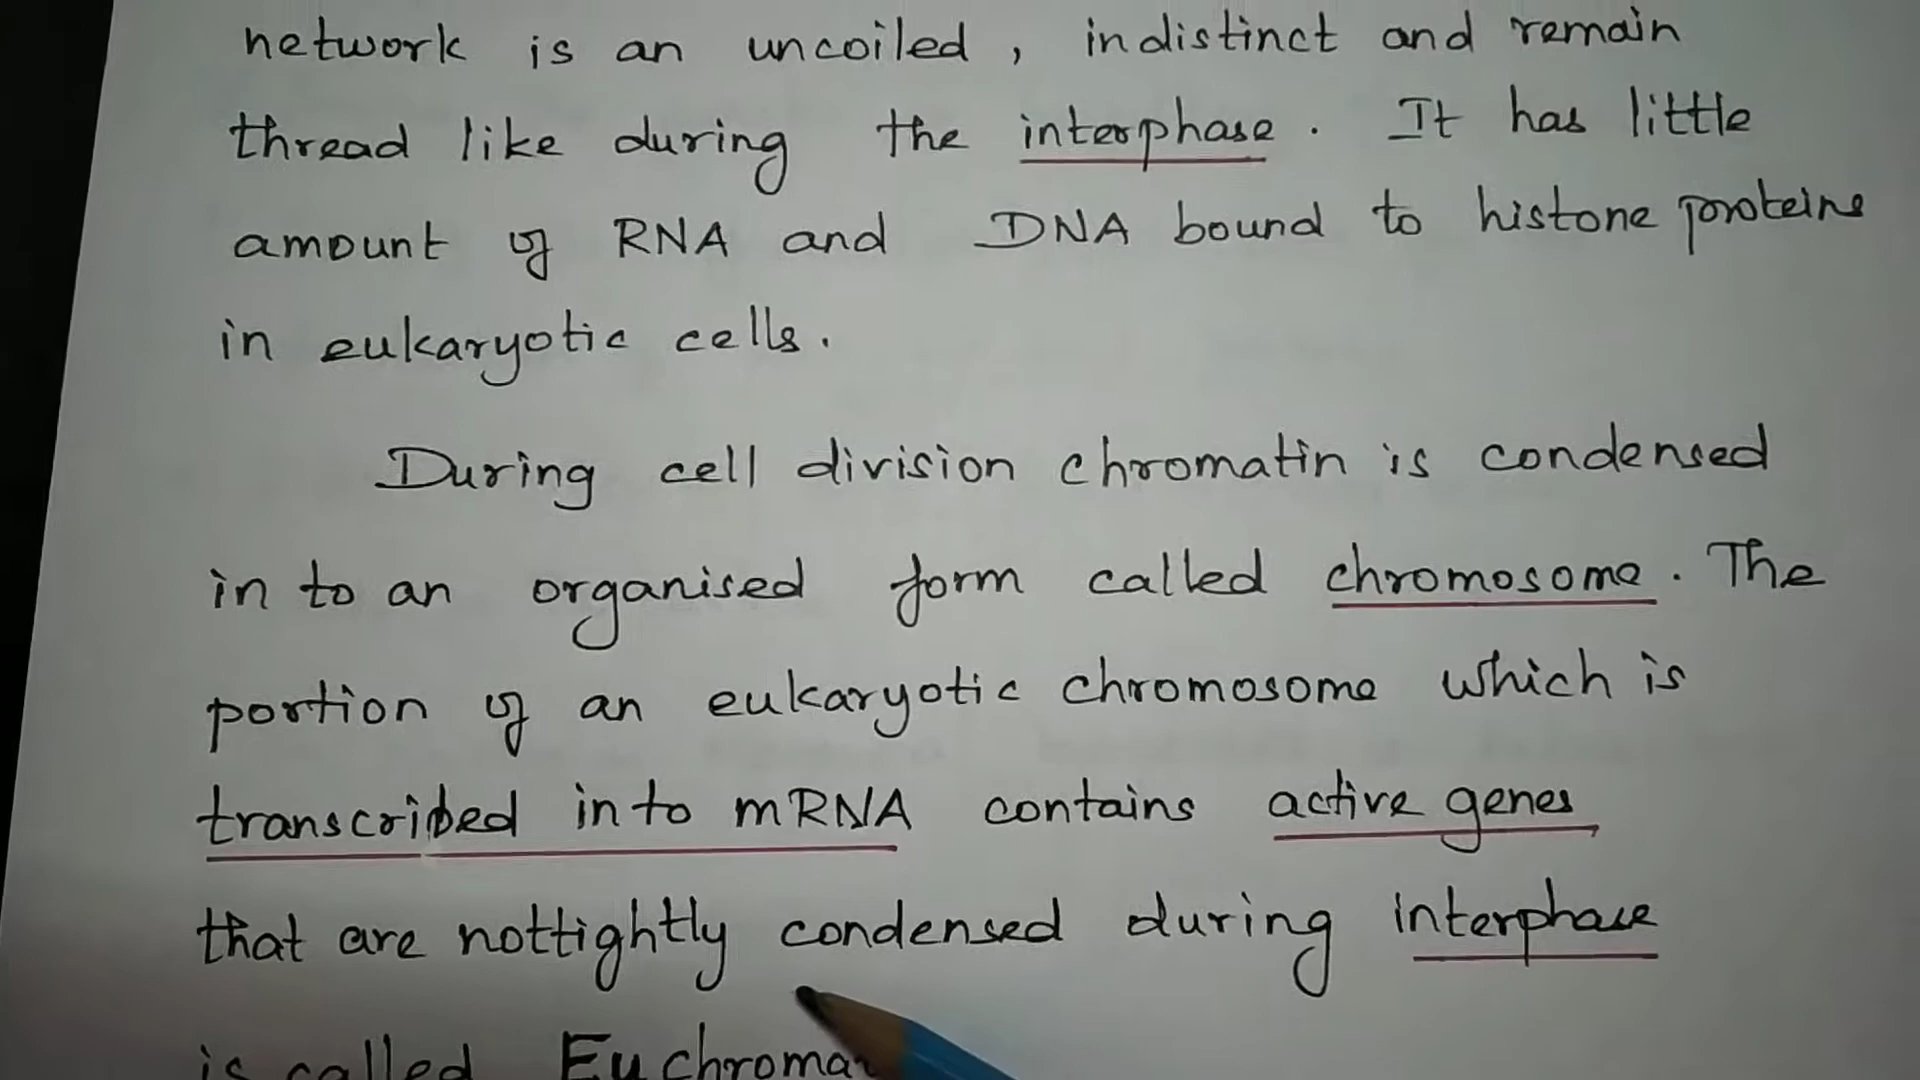 network is an uncoiled, indistinct and remain
thread like during the interphase. It has little
amount of RNA and DNA bound to histone proteins
in eukaryotic cells.
During cell division chromatin is condensed
in to an organised form called chromosome. The
portion of an eukaryotic chromosome which is
transcribed in to mRNA contains active genes
that are nottightly condensed during interphase
is called